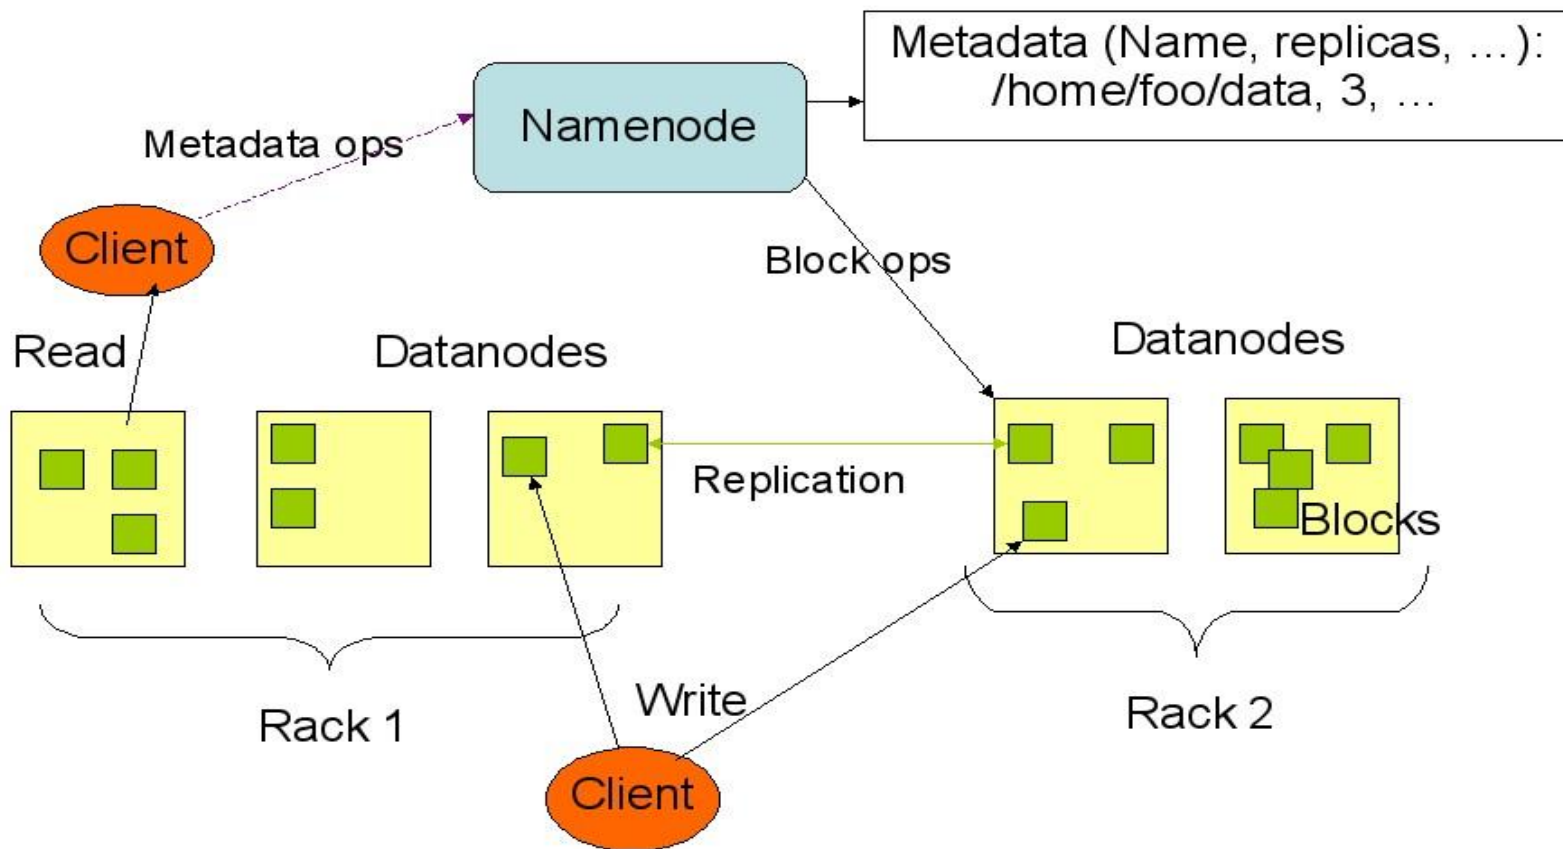 Metadata (Name, replicas, ...):
/home/foo/data, 3, ...
Namenode
Metadata ops
Client
Block ops
Read
Datanodes
Datanodes
Replication
Blocks
Rack 1
Write
Rack 2
Client